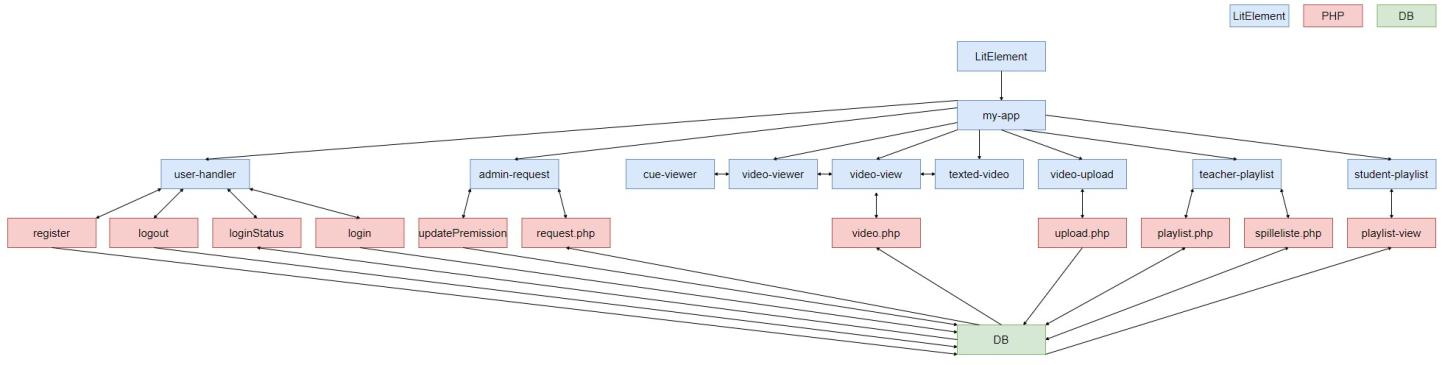 LitElement
PHP
DB
LitElement
my-app
user-handler
admin-request
cue-viewer
video-viewer
video-view
texted-video
video-upload
teacher-playlist
student-playlist
register
logout
loginStatus
login
updatePremission
request.php
video.php
upload.php
playlist.php
spilleliste.php
playlist-view
DB